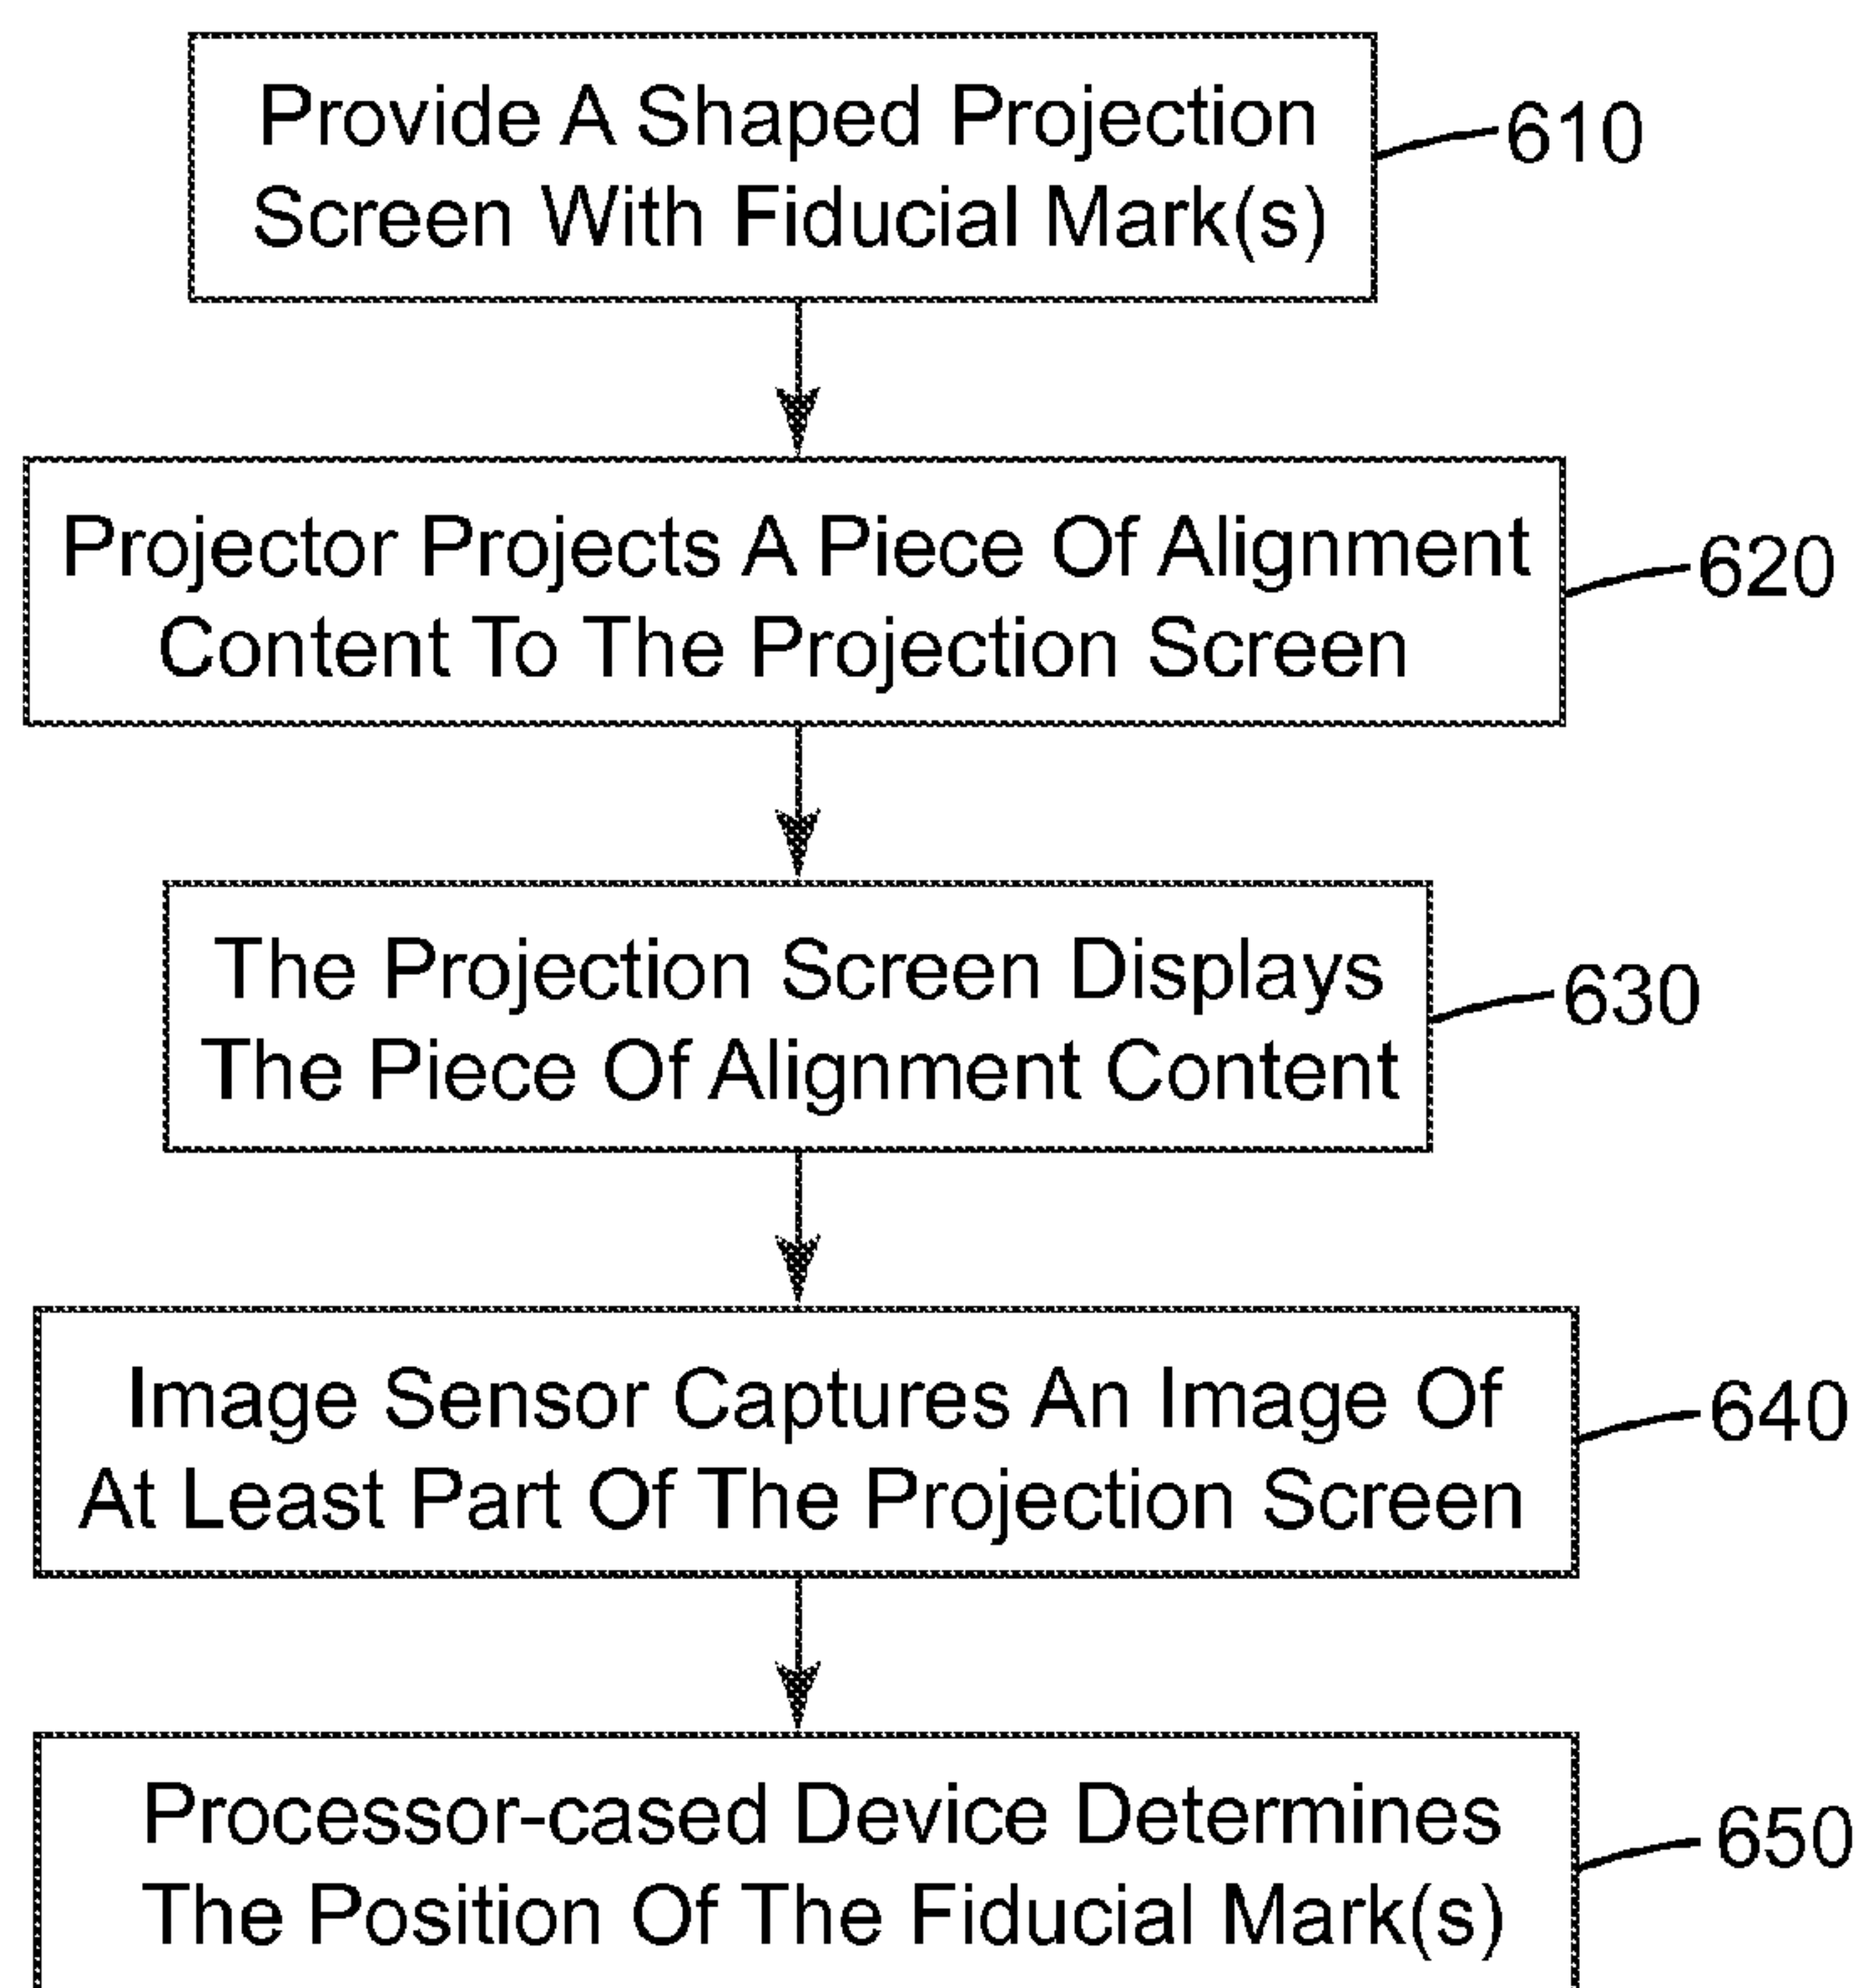 Provide A Shaped Projection
Screen With Fiducial Mark(s)
610
Projector Projects A Piece Of Alignment
Content To The Projection Screen
620
The Projection Screen Displays
The Piece Of Alignment Content
630
Image Sensor Captures An Image Of
At Least Part Of The Projection Screen
640
Processor-cased Device Determines
The Position Of The Fiducial Mark(s)
650